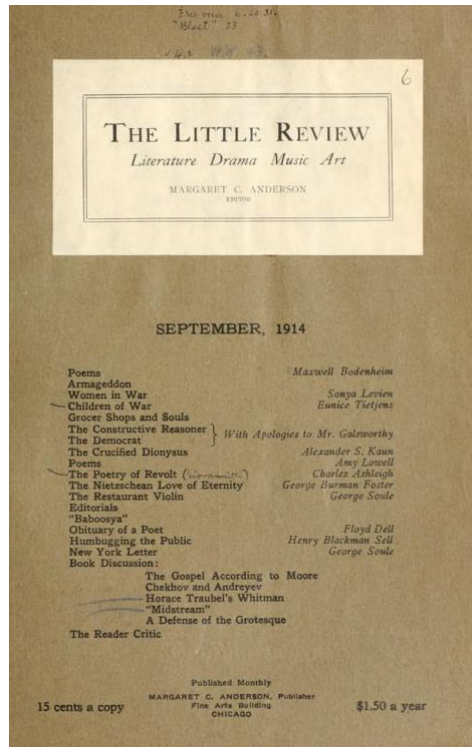 6
THE LITTLE REVIEW
Literature Drama Music Art
MARGARET C. ANDERSON
EDITOR
SEPTEMBER, 1914
Poems Maxwell Bodenheim
Armageddon
Women in War Sonya Levien
Children of War Eunice Tietjens
Grocer Shops and Souls
The Constructive Reasoner
The Democrat } With Apologies to Mr. Galsworthy
The Crucified Dionysus Alexander S. Kaun
Poems Amy Lowell
The Poetry of Revolt Charles Ashleigh
The Nietzschean Love of Eternity George Burman Foster
The Restaurant Violin George Soule
Editorials
"Baboosya"
Obituary of a Poet Floyd Dell
Humbugging the Public Henry Blackman Sell
New York Letter George Soule
Book Discussion:
The Gospel According to Moore
Chekhov and Andreyev
Horace Traubel's Whitman
"Midstream"
A Defense of the Grotesque
The Reader Critic
Published Monthly
15 cents a copy MARGARET C. ANDERSON, Publisher $1.50 a year
Fine Arts Building
CHICAGO